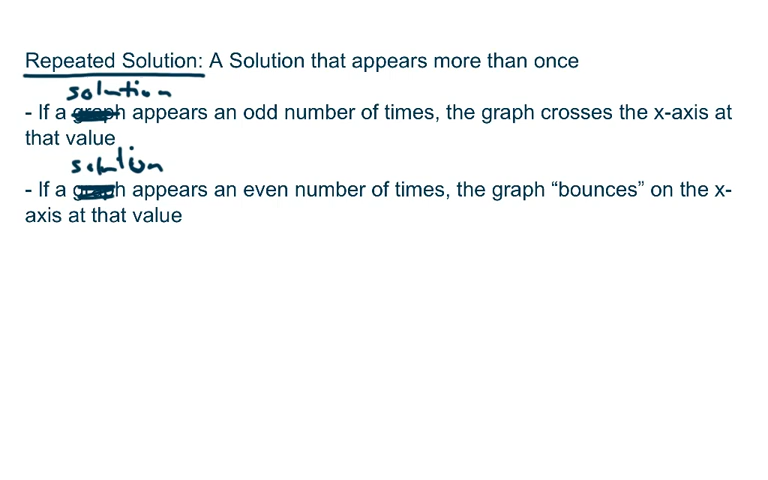 Repeated Solution: A Solution that appears more than once
solution
- If a graph appears an odd number of times, the graph crosses the x-axis at
that value
solution
- If a graph appears an even number of times, the graph “bounces” on the x-
axis at that value